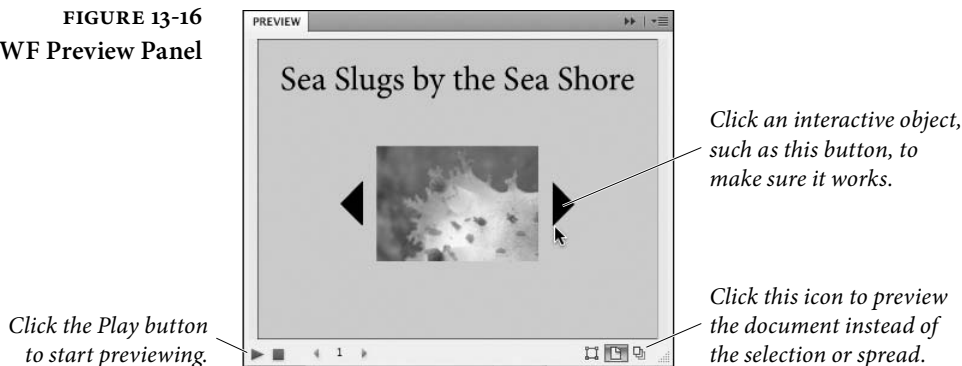 FIGURE 13-16
WF Preview Panel
PREVIEW
Sea Slugs by the Sea Shore
Click an interactive object,
such as this button, to
make sure it works.
Click the Play button
to start previewing.
1
Click this icon to preview
the document instead of
the selection or spread.